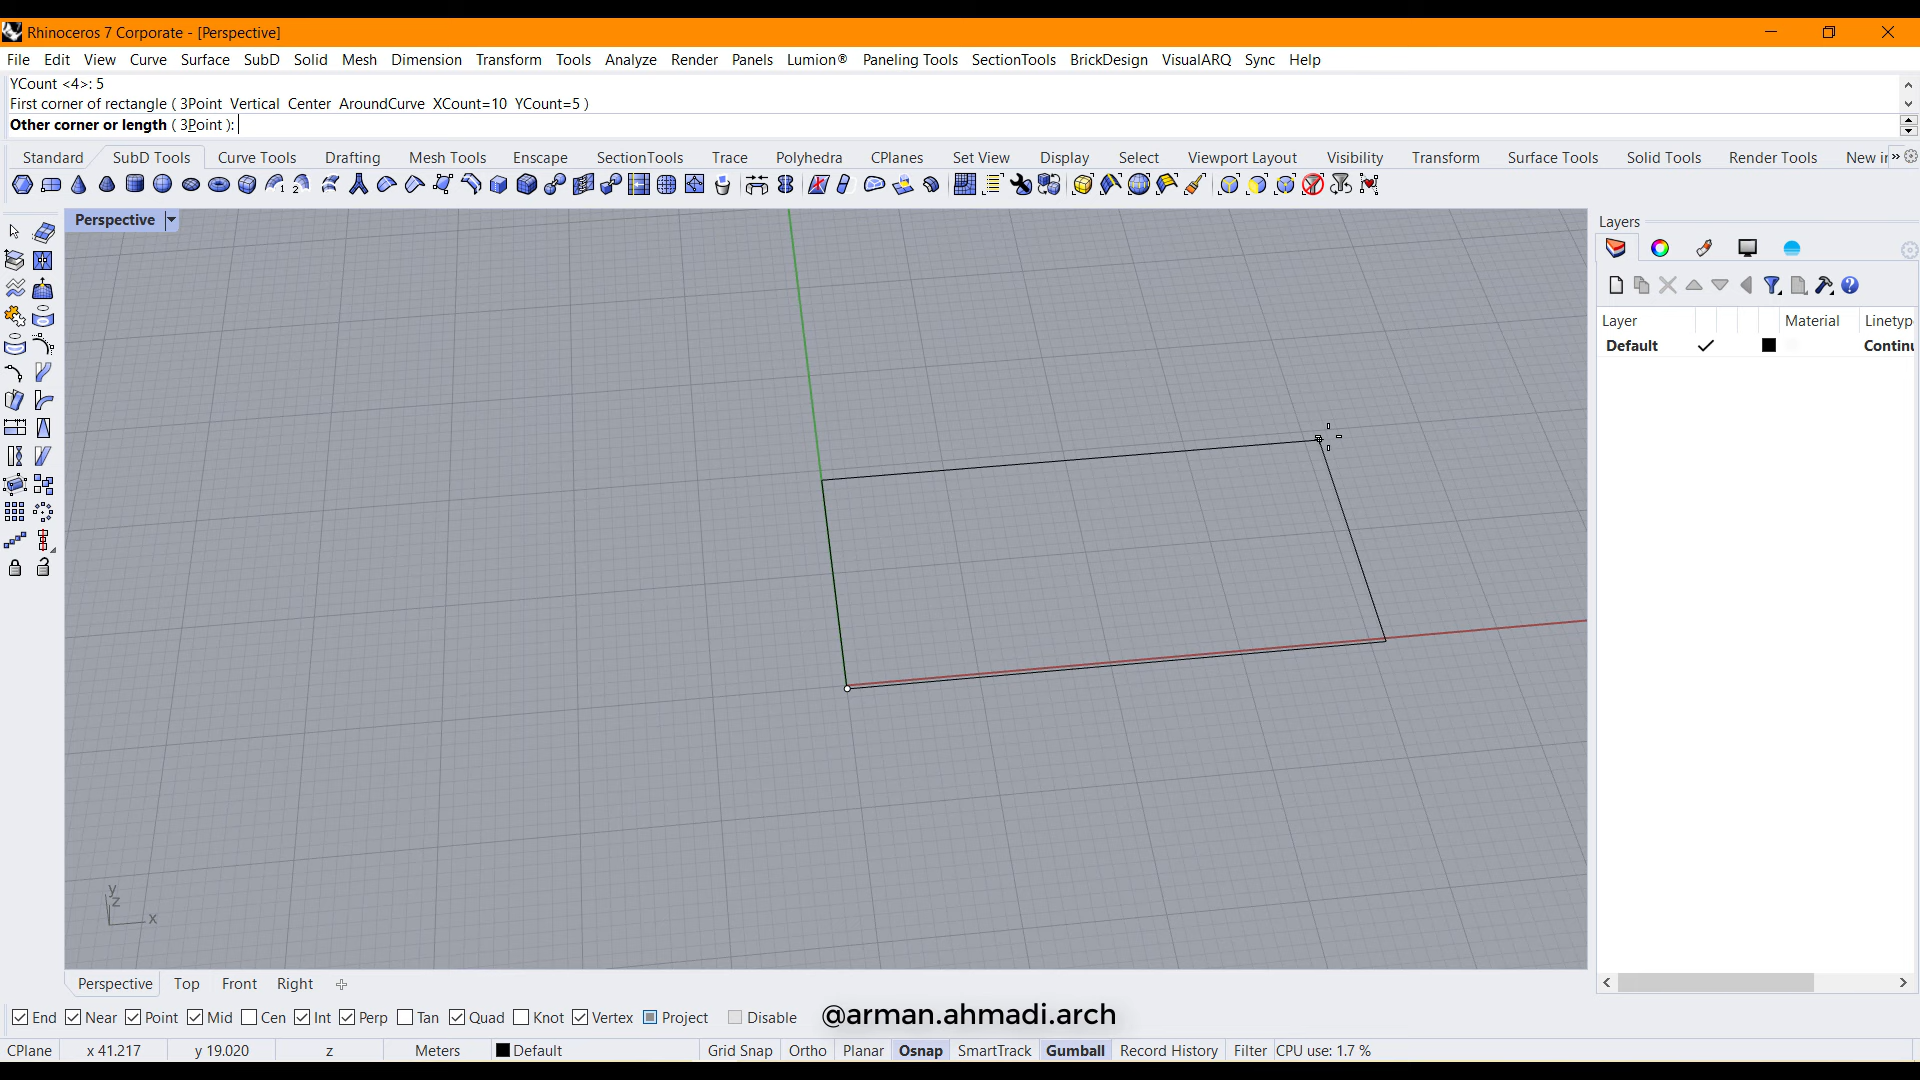 Rhinoceros 7 Corporate - [Perspective]
File Edit View Curve Surface SubD Solid Mesh Dimension Transform Tools Analyze Render Panels Lumion® Paneling Tools SectionTools BrickDesign VisualARQ Sync Help
YCount <4>: 5
First corner of rectangle ( 3Point Vertical Center AroundCurve XCount=10 YCount=5 )
Other corner or length ( 3Point ):
Standard SubD Tools Curve Tools Drafting Mesh Tools Enscape SectionTools Trace Polyhedra CPlanes Set View Display Select Viewport Layout Visibility Transform Surface Tools Solid Tools Render Tools New in »
Perspective
Layers
Layer Material Linetyp
Default Contin
y
z
x
Perspective Top Front Right
End Near Point Mid Cen Int Perp Tan Quad Knot Vertex Project Disable
@arman.ahmadi.arch
CPlane x 41.217 y 19.020 z Meters Default Grid Snap Ortho Planar Osnap SmartTrack Gumball Record History Filter CPU use: 1.7 %